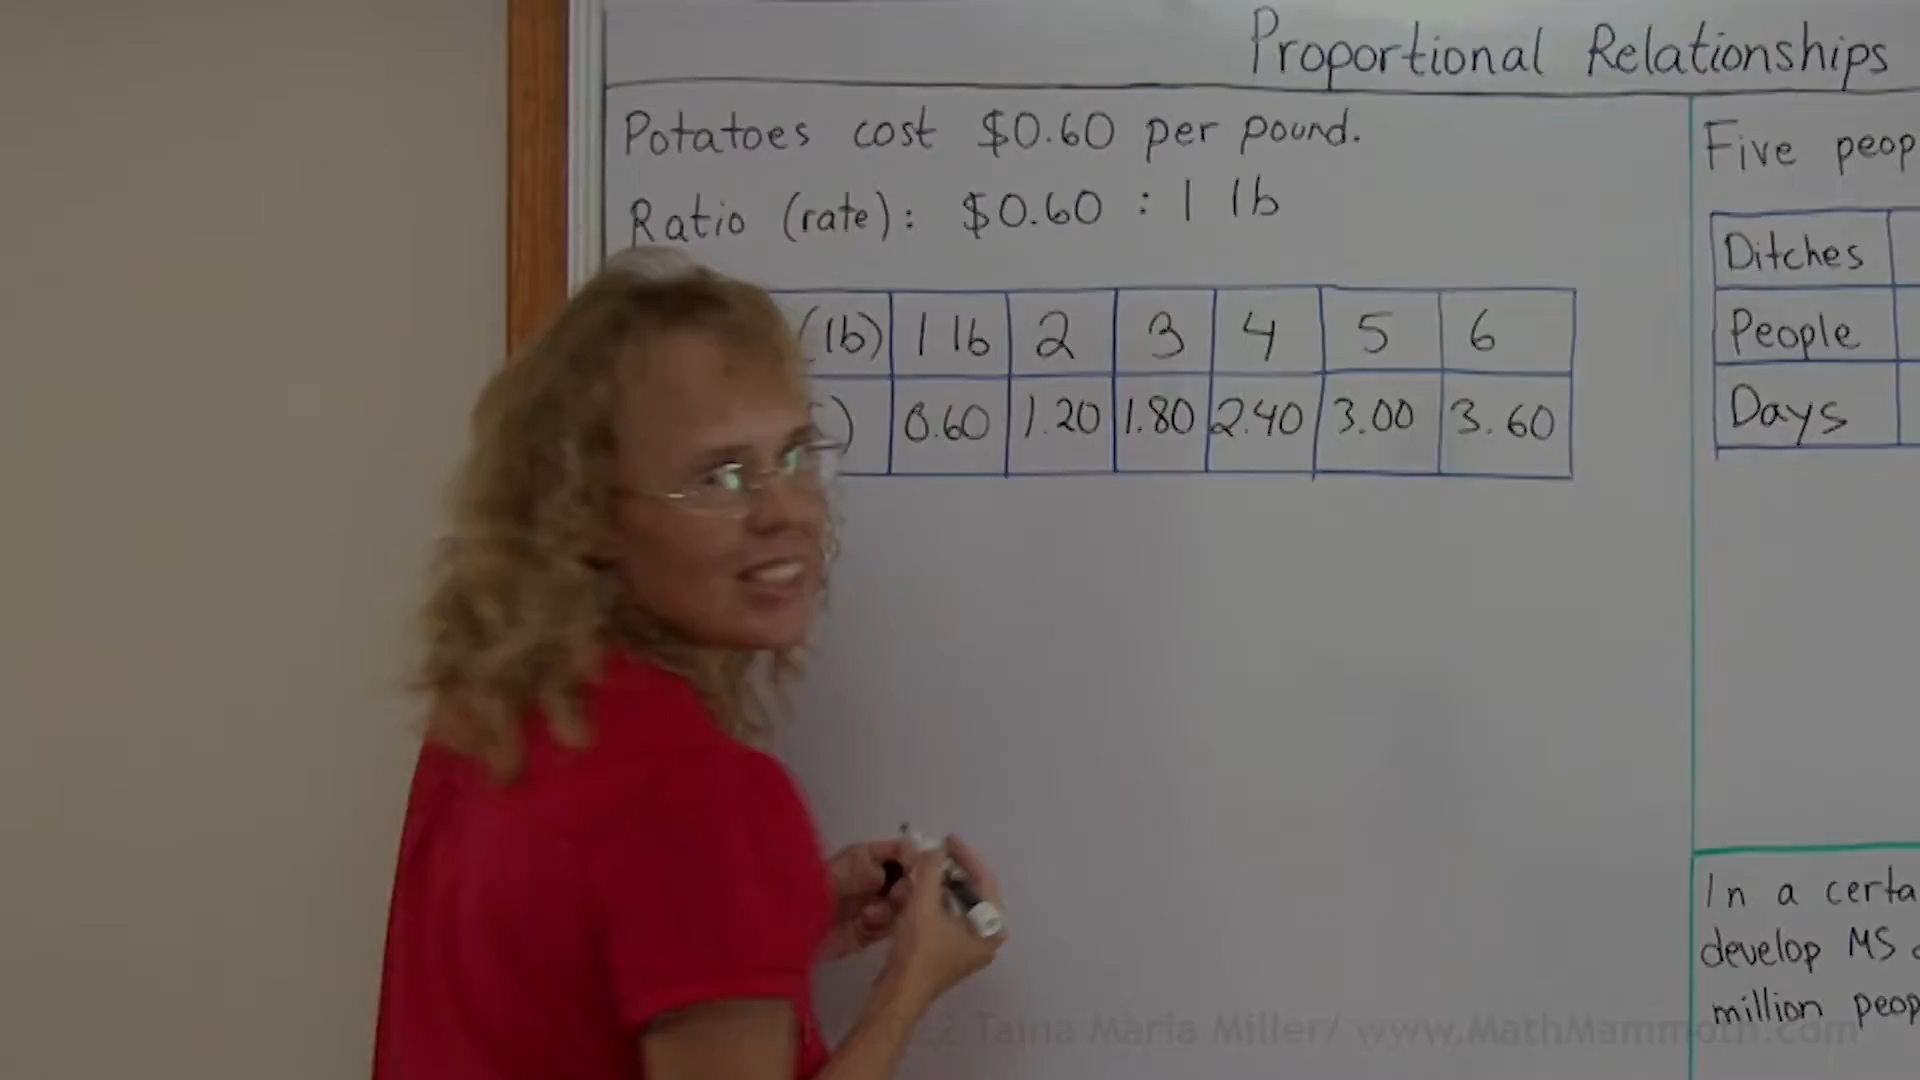 Proportional Relationships
Potatoes cost $0.60 per pound.
Ratio (rate): $0.60 : 1 lb
(lb) 1 lb 2 3 4 5 6
0.60 1.20 1.80 2.40 3.00 3.60
Five peop
Ditches
People
Days
In a certa
develop MS
million peop
Taina Maria Miller/ www.MathMammoth.com